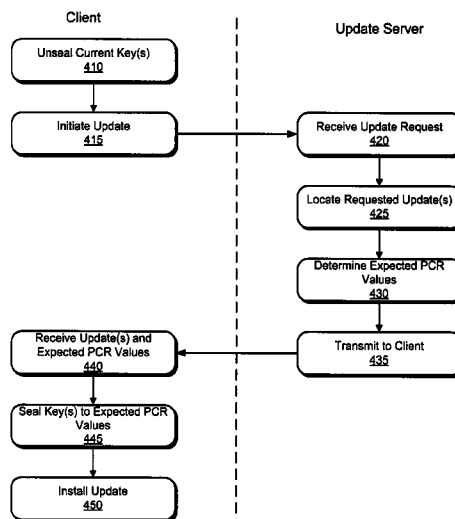 Client
Update Server
Unseal Current Key(s)
410
Initiate Update
415
Receive Update Request
420
Locate Requested Update(s)
425
Determine Expected PCR
Values
430
Transmit to Client
435
Receive Update(s) and
Expected PCR Values
440
Seal Key(s) to Expected PCR
Values
445
Install Update
450